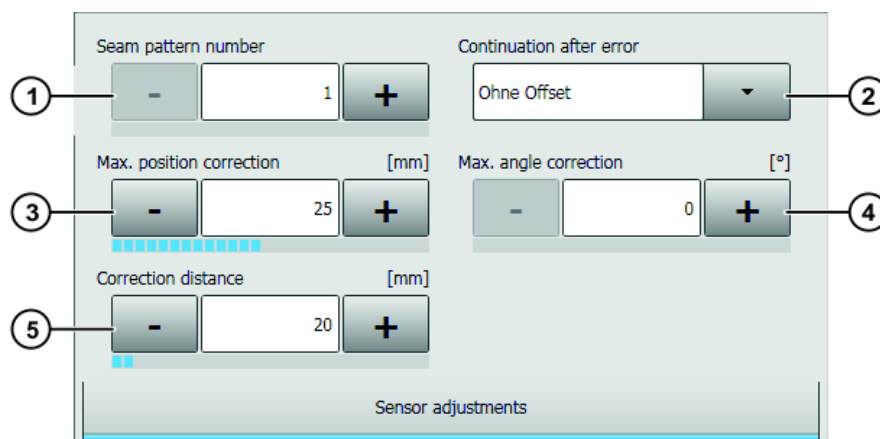 Seam pattern number Continuation after error
1 - 1 + Ohne Offset 2
Max. position correction [mm] Max. angle correction [°]
3 - 25 + - 0 + 4
Correction distance [mm]
5 - 20 +
Sensor adjustments